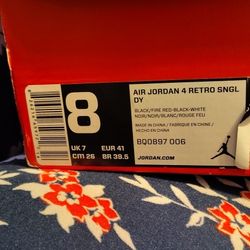 8
UK 7
EUR 41
CM 26
BR 39.5
AIR JORDAN 4 RETRO SNGL
DY
BLACK/FIRE RED-BLACK-WHITE
NOIR/NOIR/BLANC/ROUGE FEU
MADE IN CHINA / FABRIQUE EN CHINE /
HECHO EN CHINA
BQ0897 006
JORDAN.COM